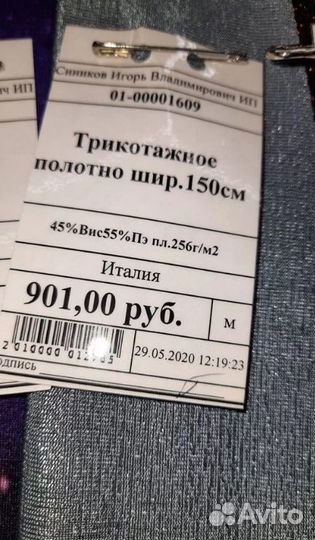 Сиников Игорь Владимирович ИП
01-00001609
Трикотажное
полотно шир.150см
45%Вис55%Пэ пл.256г/м2
Италия
901,00 руб.
м
29.05.2020 12:19:23
Avito